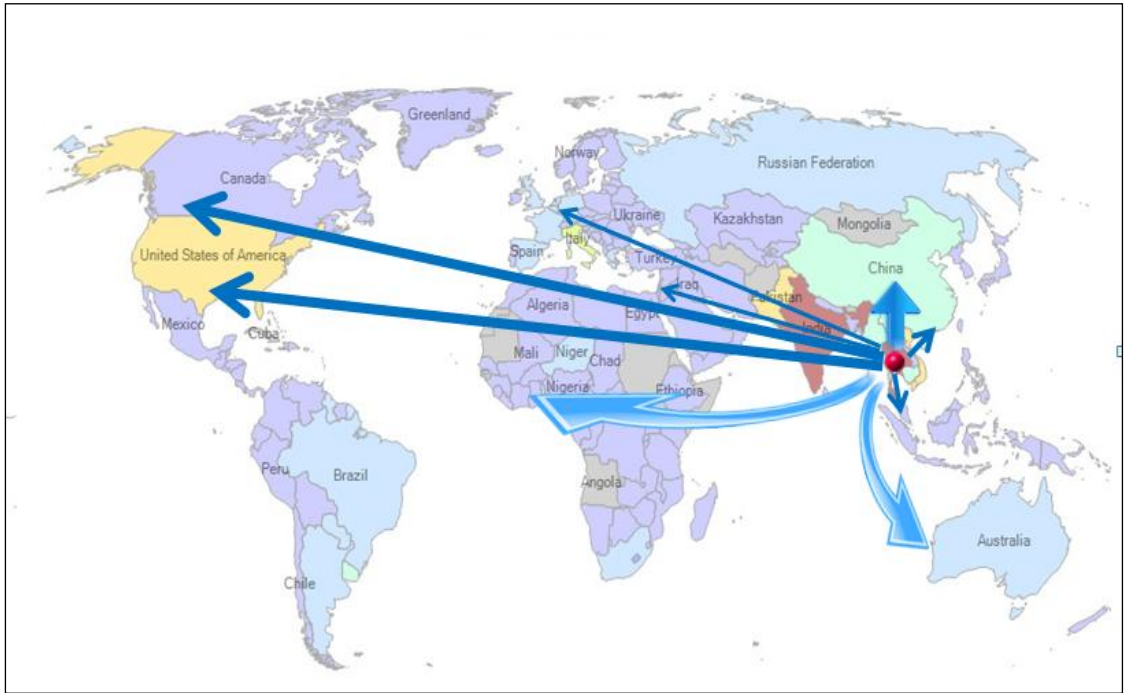 Greenland
Norway
Russian Federation
Canada
Ukraine
Kazakhstan
Mongolia
United States of America
Spain
Italy
Turkey
China
Iraq
Pakistan
Algeria
Egypt
India
Mexico
Cuba
Mali
Niger
Chad
Nigeria
Ethiopia
Peru
Brazil
Angola
Australia
Chile